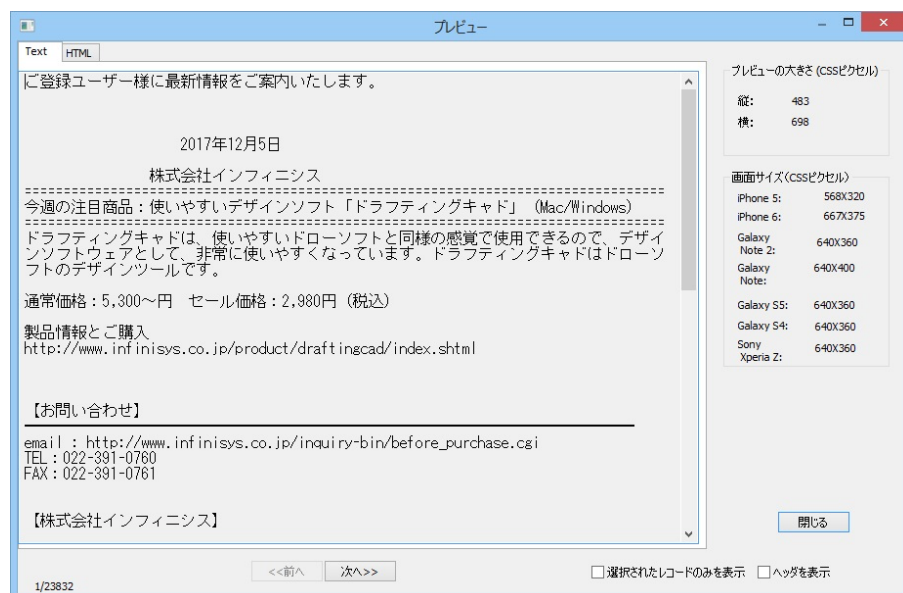 プレビュー
Text HTML
ご登録ユーザー様に最新情報をご案内いたします。
2017年12月5日
株式会社インフィニシス
=====================================================================
今週の注目商品：使いやすいデザインソフト「ドラフティングキャド」 (Mac/Windows)
=====================================================================
ドラフティングキャドは、使いやすいドローソフトと同様の感覚で使用できるので、デザイ
ンソフトウェアとして、非常に使いやすくなっています。ドラフティングキャドはドローソ
フトのデザインツールです。
通常価格：5,300～円 セール価格：2,980円 (税込)
製品情報とご購入
http://www.infinisys.co.jp/product/draftingcad/index.shtml
【お問い合わせ】
email : http://www.infinisys.co.jp/inquiry-bin/before_purchase.cgi
TEL：022-391-0760
FAX：022-391-0761
【株式会社インフィニシス】
<<前へ 次へ>>
1/23832
プレビューの大きさ (CSSピクセル)
縦: 483
横: 698
画面サイズ(CSSピクセル)
iPhone 5: 568X320
iPhone 6: 667X375
Galaxy
Note 2: 640X360
Galaxy
Note: 640X400
Galaxy S5: 640X360
Galaxy S4: 640X360
Sony
Xperia Z: 640X360
閉じる
選択されたレコードのみを表示 ヘッダを表示